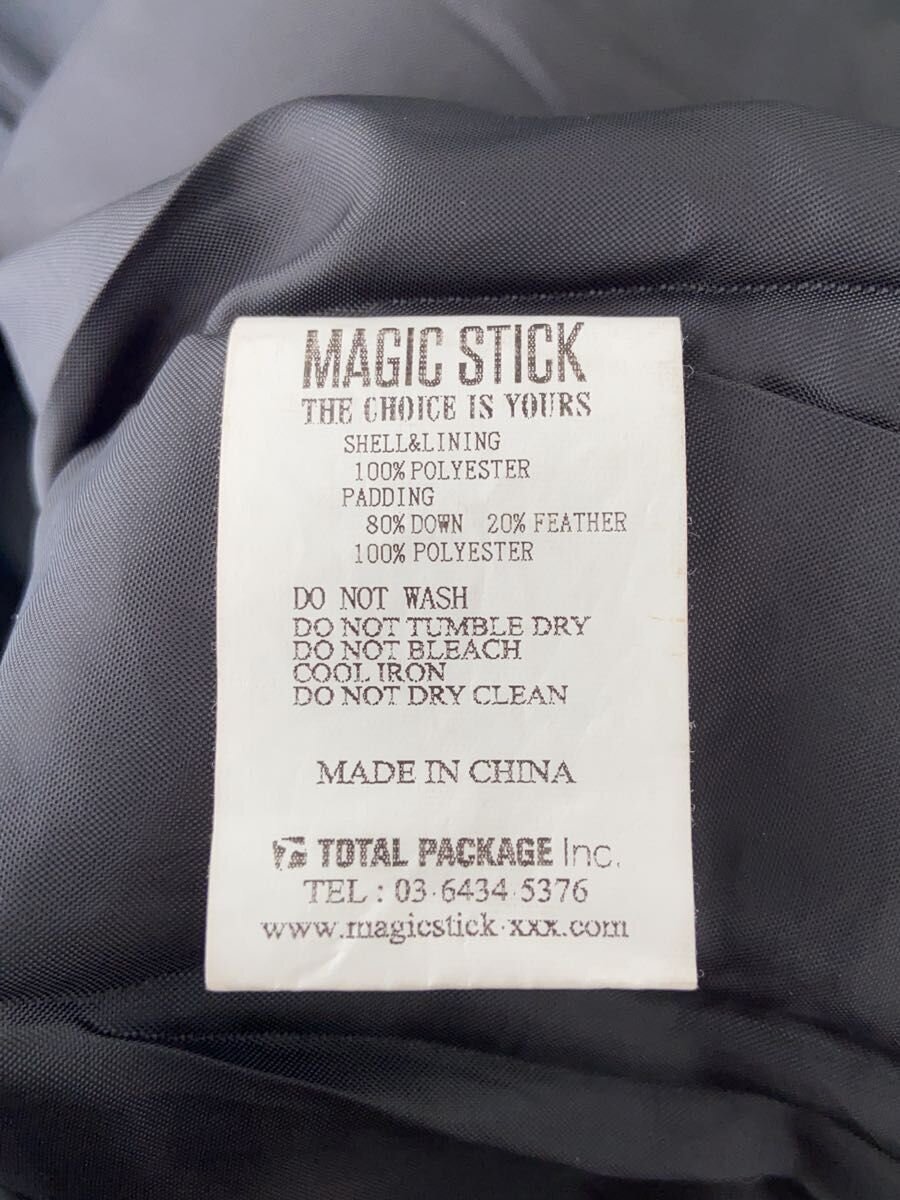 MAGIC STICK
THE CHOICE IS YOURS
SHELL&LINING
100% POLYESTER
PADDING
80% DOWN 20% FEATHER
100% POLYESTER
DO NOT WASH
DO NOT TUMBLE DRY
DO NOT BLEACH
COOL IRON
DO NOT DRY CLEAN
MADE IN CHINA
TOTAL PACKAGE Inc.
TEL : 03-6434-5376
www.magicstick-xxx.com